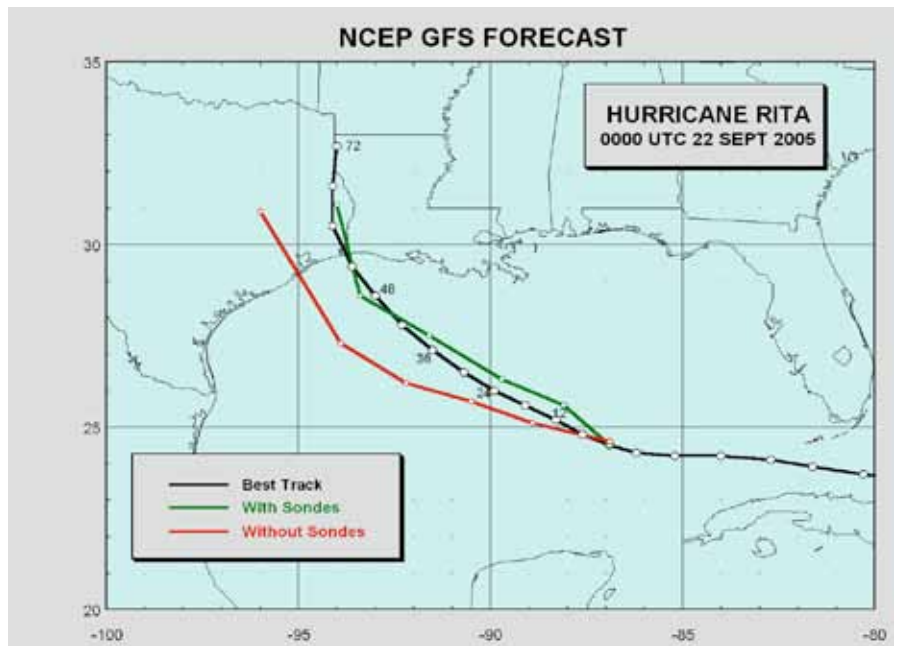 NCEP GFS FORECAST
HURRICANE RITA
0000 UTC 22 SEPT 2005
35
30
25
20
72
48
36
24
12
Best Track
With Sondes
Without Sondes
-100
-95
-90
-85
-80